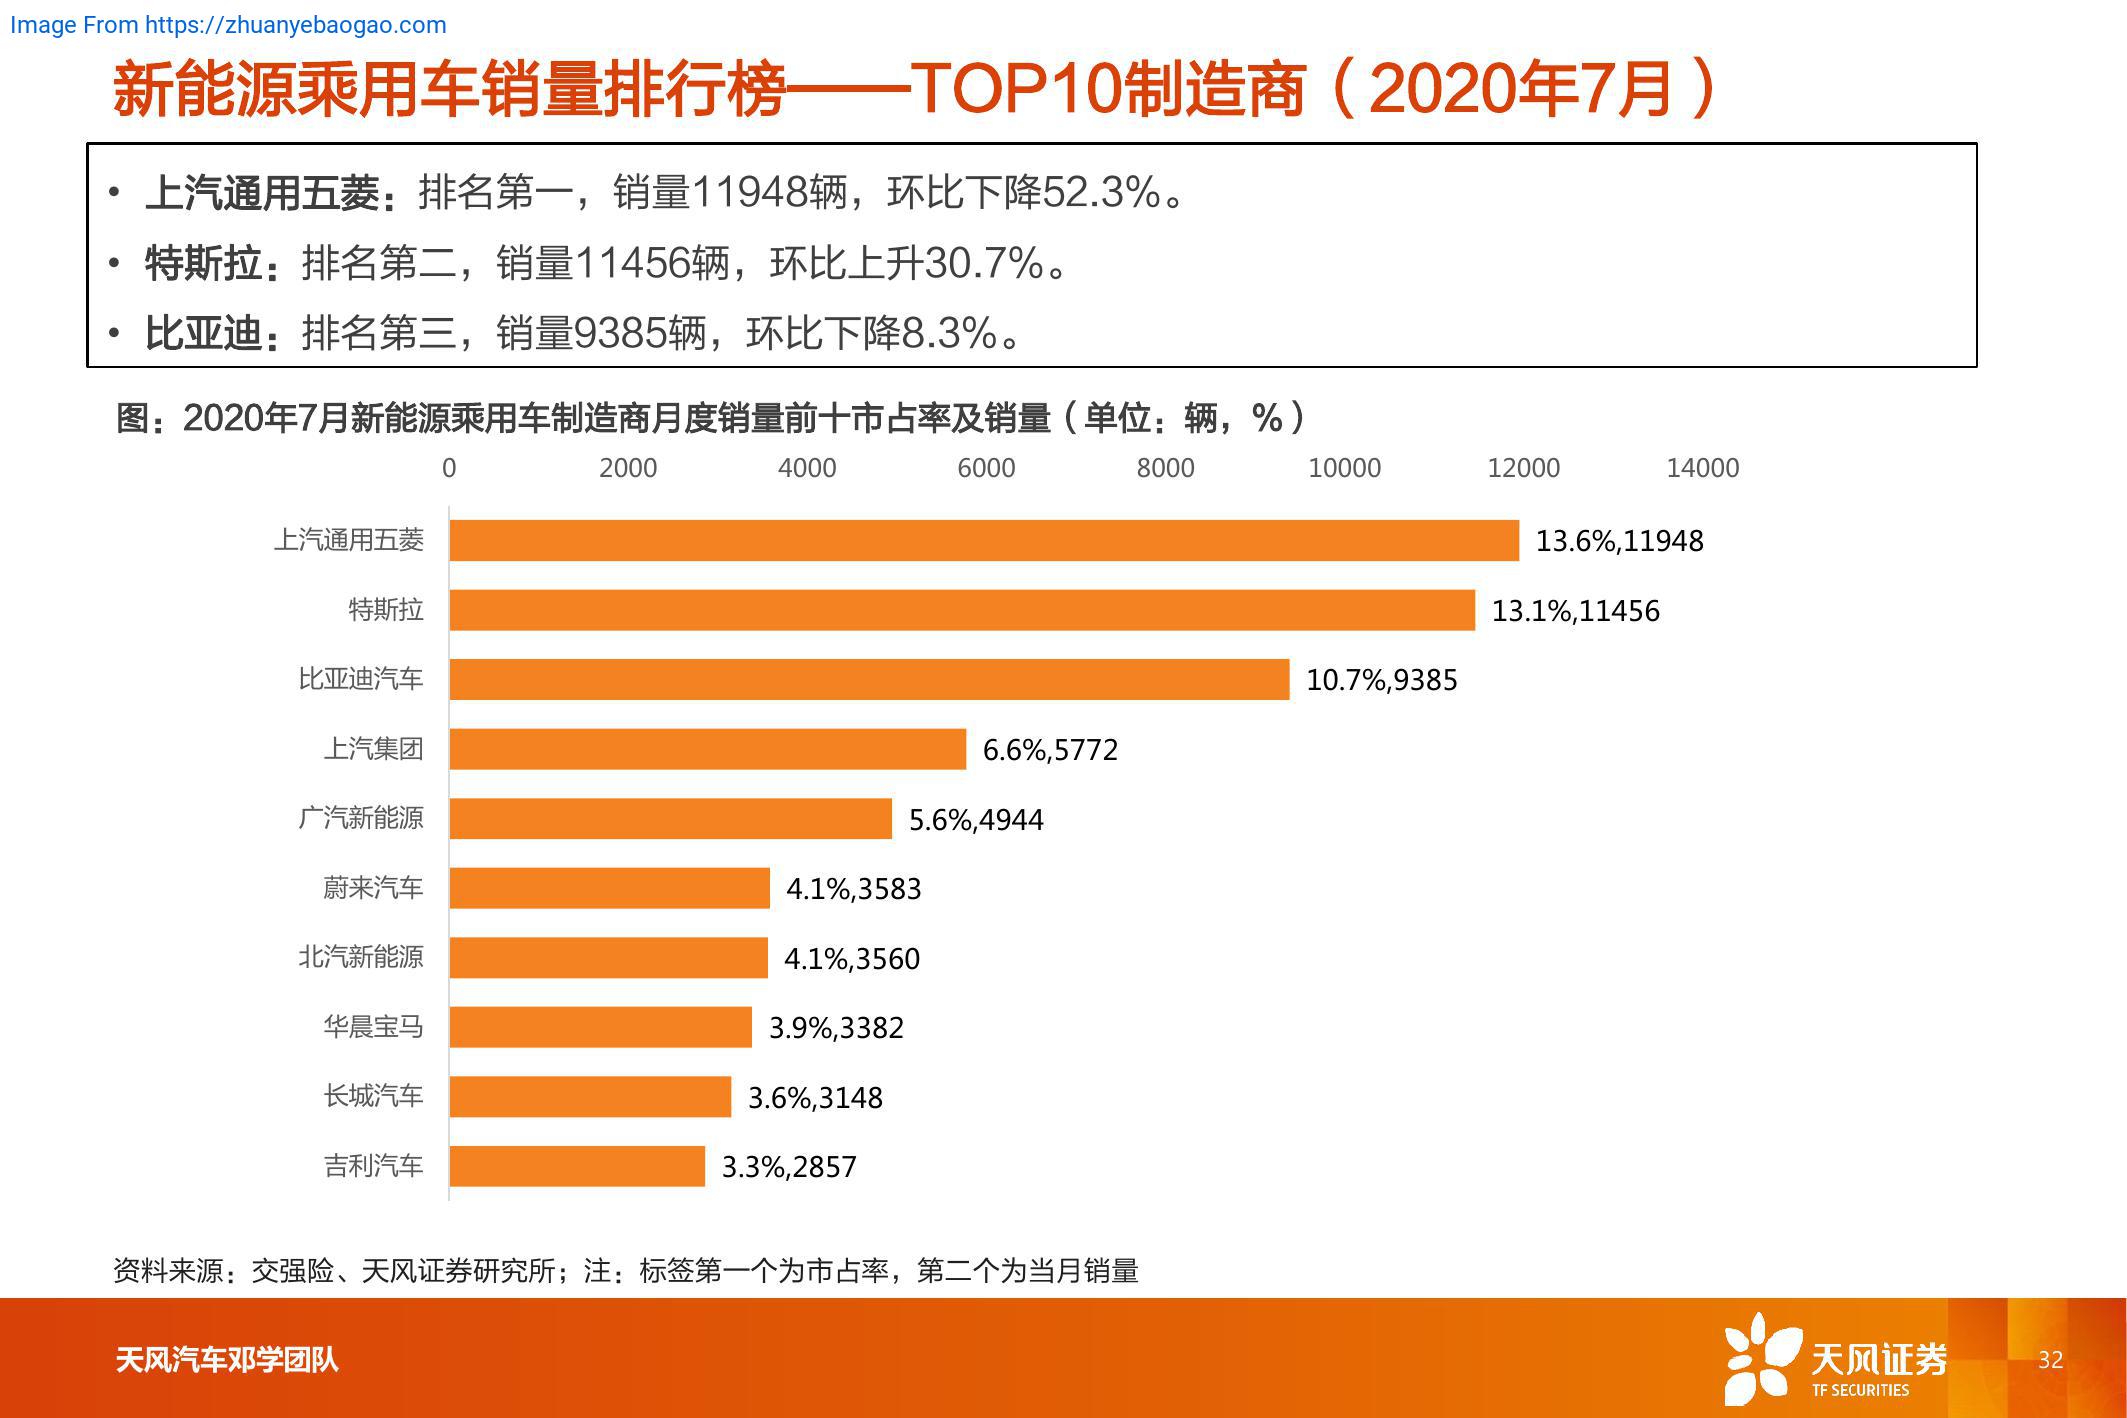 Image From https://zhuanyebaogao.com
新能源乘用车销量排行榜——TOP10制造商（2020年7月）
• 上汽通用五菱：排名第一，销量11948辆，环比下降52.3%。
• 特斯拉：排名第二，销量11456辆，环比上升30.7%。
• 比亚迪：排名第三，销量9385辆，环比下降8.3%。
图：2020年7月新能源乘用车制造商月度销量前十市占率及销量（单位：辆，%）
0 2000 4000 6000 8000 10000 12000 14000
上汽通用五菱 13.6%,11948
特斯拉 13.1%,11456
比亚迪汽车 10.7%,9385
上汽集团 6.6%,5772
广汽新能源 5.6%,4944
蔚来汽车 4.1%,3583
北汽新能源 4.1%,3560
华晨宝马 3.9%,3382
长城汽车 3.6%,3148
吉利汽车 3.3%,2857
资料来源：交强险、天风证券研究所；注：标签第一个为市占率，第二个为当月销量
天风汽车邓学团队
天风证券
TF SECURITIES
32